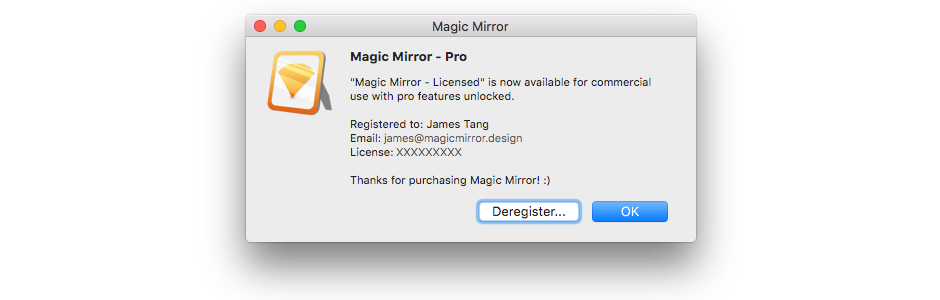 Magic Mirror
Magic Mirror - Pro
"Magic Mirror - Licensed" is now available for commercial
use with pro features unlocked.
Registered to: James Tang
Email: james@magicmirror.design
License: XXXXXXXXX
Thanks for purchasing Magic Mirror! :)
Deregister... OK